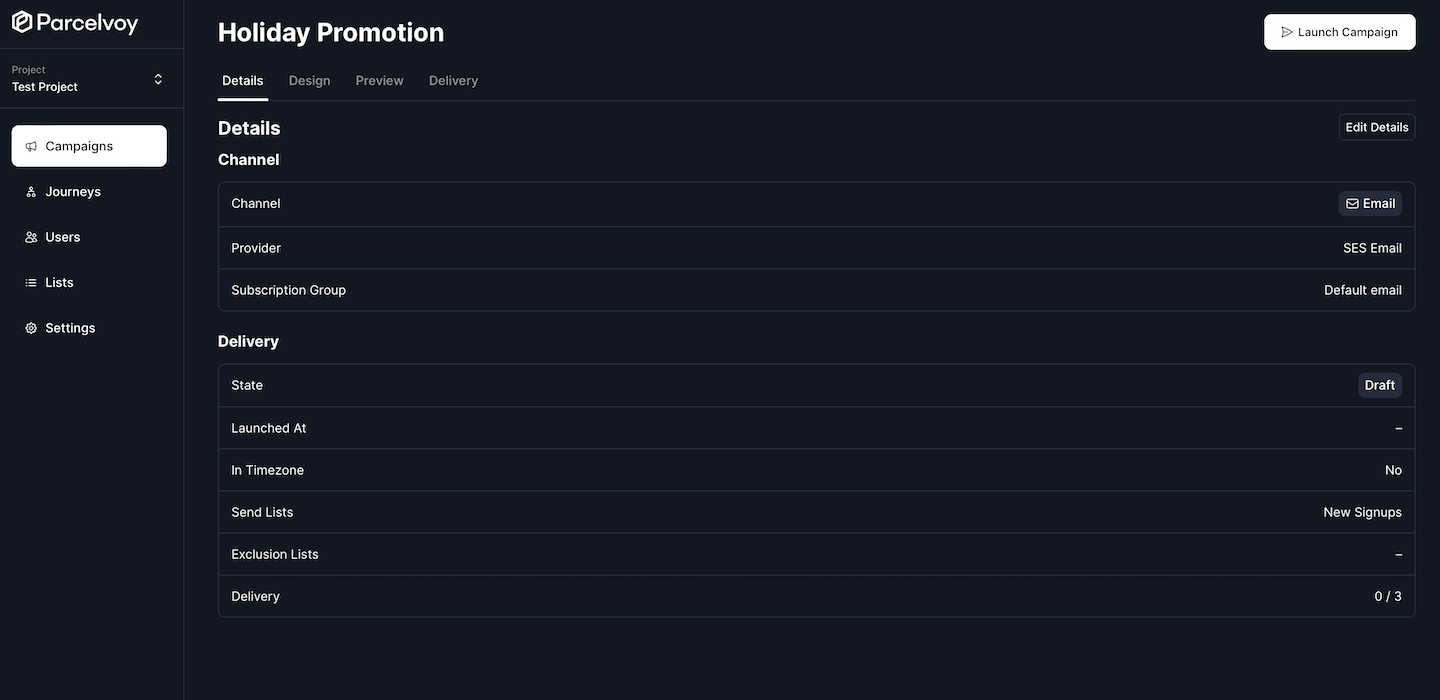 Parcelvoy
Project
Test Project
Campaigns
Journeys
Users
Lists
Settings
Holiday Promotion
Launch Campaign
Details Design Preview Delivery
Details
Edit Details
Channel
Channel Email
Provider SES Email
Subscription Group Default email
Delivery
State Draft
Launched At –
In Timezone No
Send Lists New Signups
Exclusion Lists –
Delivery 0 / 3